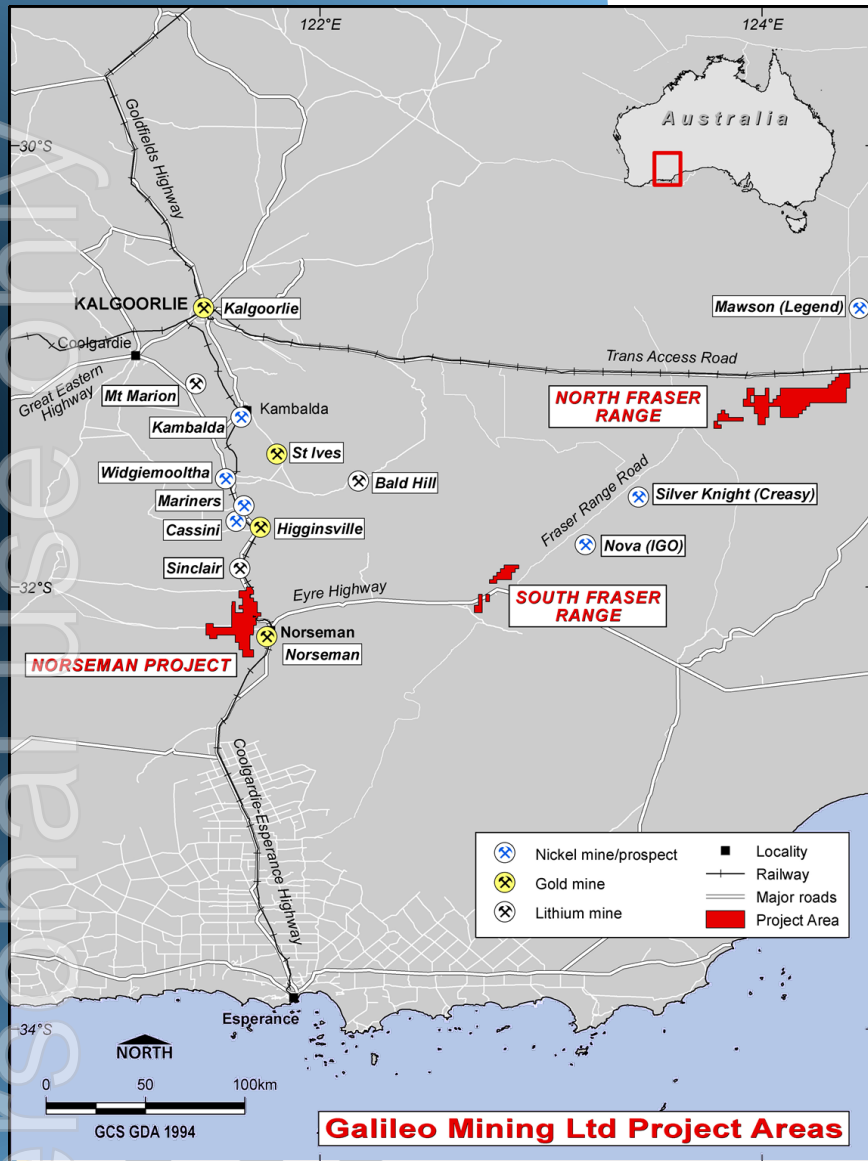 122°E
124°E
Australia
30°S
Goldfields Highway
KALGOORLIE
Kalgoorlie
Mawson (Legend)
Coolgardie
Trans Access Road
Great Eastern
Highway
Mt Marion
NORTH FRASER
RANGE
Kambalda
Kambalda
St Ives
Widgiemooltha
Bald Hill
Fraser Range Road
Silver Knight (Creasy)
Mariners
Cassini
Higginsville
Nova (IGO)
Sinclair
32°S
Eyre Highway
SOUTH FRASER
RANGE
Norseman
Norseman
NORSEMAN PROJECT
Coolgardie-Esperance Highway
Nickel mine/prospect
Gold mine
Lithium mine
Locality
Railway
Major roads
Project Area
Esperance
34°S
NORTH
0 50 100km
GCS GDA 1994
Galileo Mining Ltd Project Areas
ersonal use only